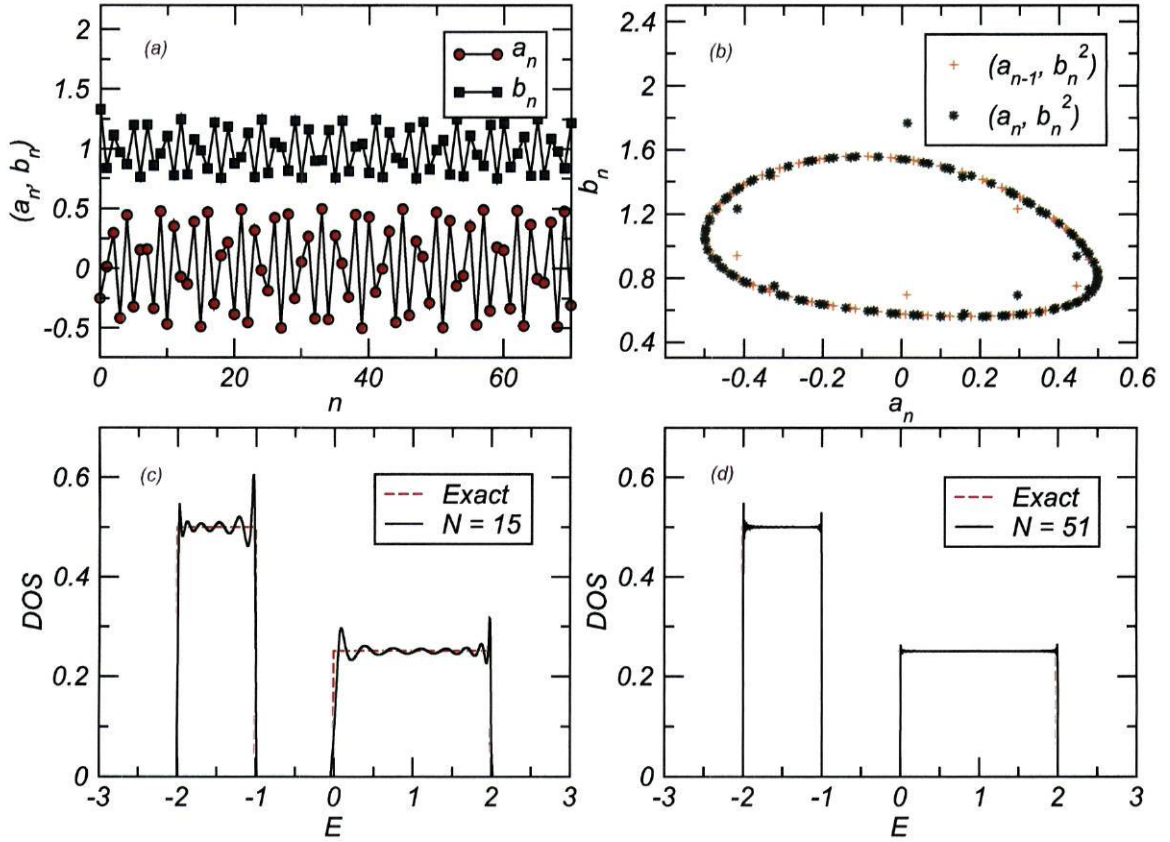 (a)
a_n
b_n
2
1.5
1
0.5
0
-0.5
(a_n, b_n)
0 20 40 60
n
(b)
(a_{n-1}, b_n^2)
(a_n, b_n^2)
2.4
2
1.6
1.2
0.8
0.4
b_n
-0.4 -0.2 0 0.2 0.4 0.6
a_n
(c)
Exact
N = 15
0.6
0.4
0.2
0
DOS
-3 -2 -1 0 1 2 3
E
(d)
Exact
N = 51
0.6
0.4
0.2
0
DOS
-3 -2 -1 0 1 2 3
E